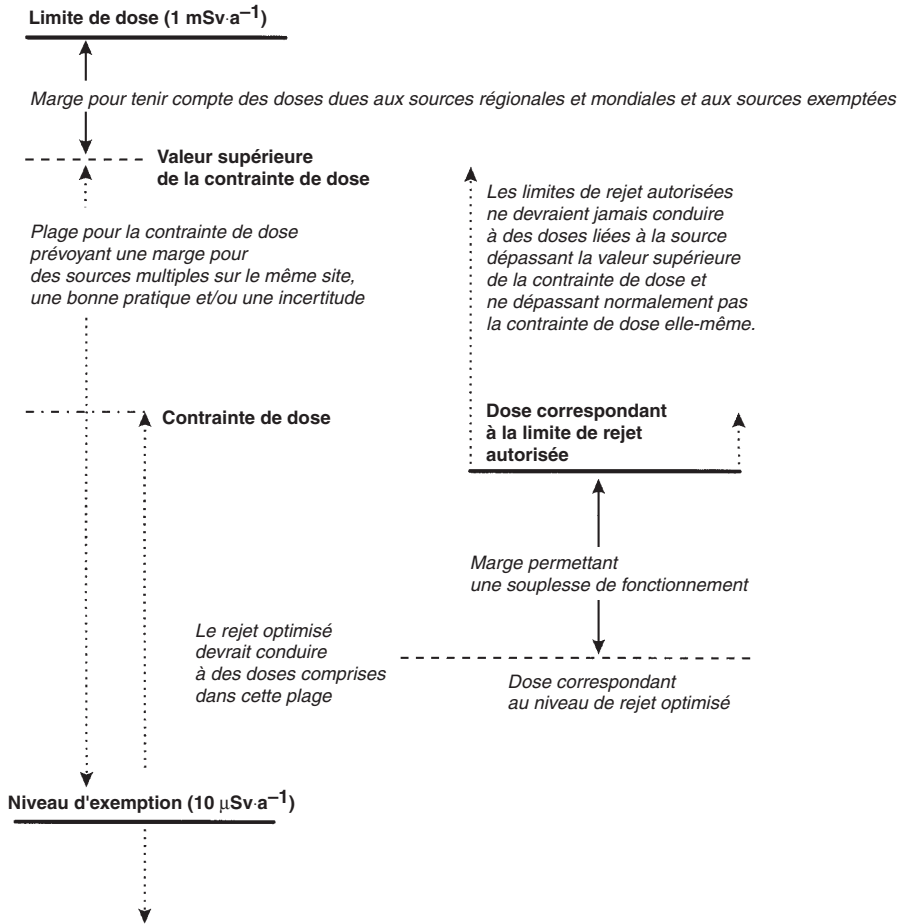 Limite de dose (1 mSv·a–1)
Marge pour tenir compte des doses dues aux sources régionales et mondiales et aux sources exemptées
Valeur supérieure
de la contrainte de dose
Plage pour la contrainte de dose
prévoyant une marge pour
des sources multiples sur le même site,
une bonne pratique et/ou une incertitude
Les limites de rejet autorisées
ne devraient jamais conduire
à des doses liées à la source
dépassant la valeur supérieure
de la contrainte de dose et
ne dépassant normalement pas
la contrainte de dose elle-même.
Contrainte de dose
Dose correspondant
à la limite de rejet
autorisée
Marge permettant
une souplesse de fonctionnement
Le rejet optimisé
devrait conduire
à des doses comprises
dans cette plage
Dose correspondant
au niveau de rejet optimisé
Niveau d'exemption (10 µSv·a–1)